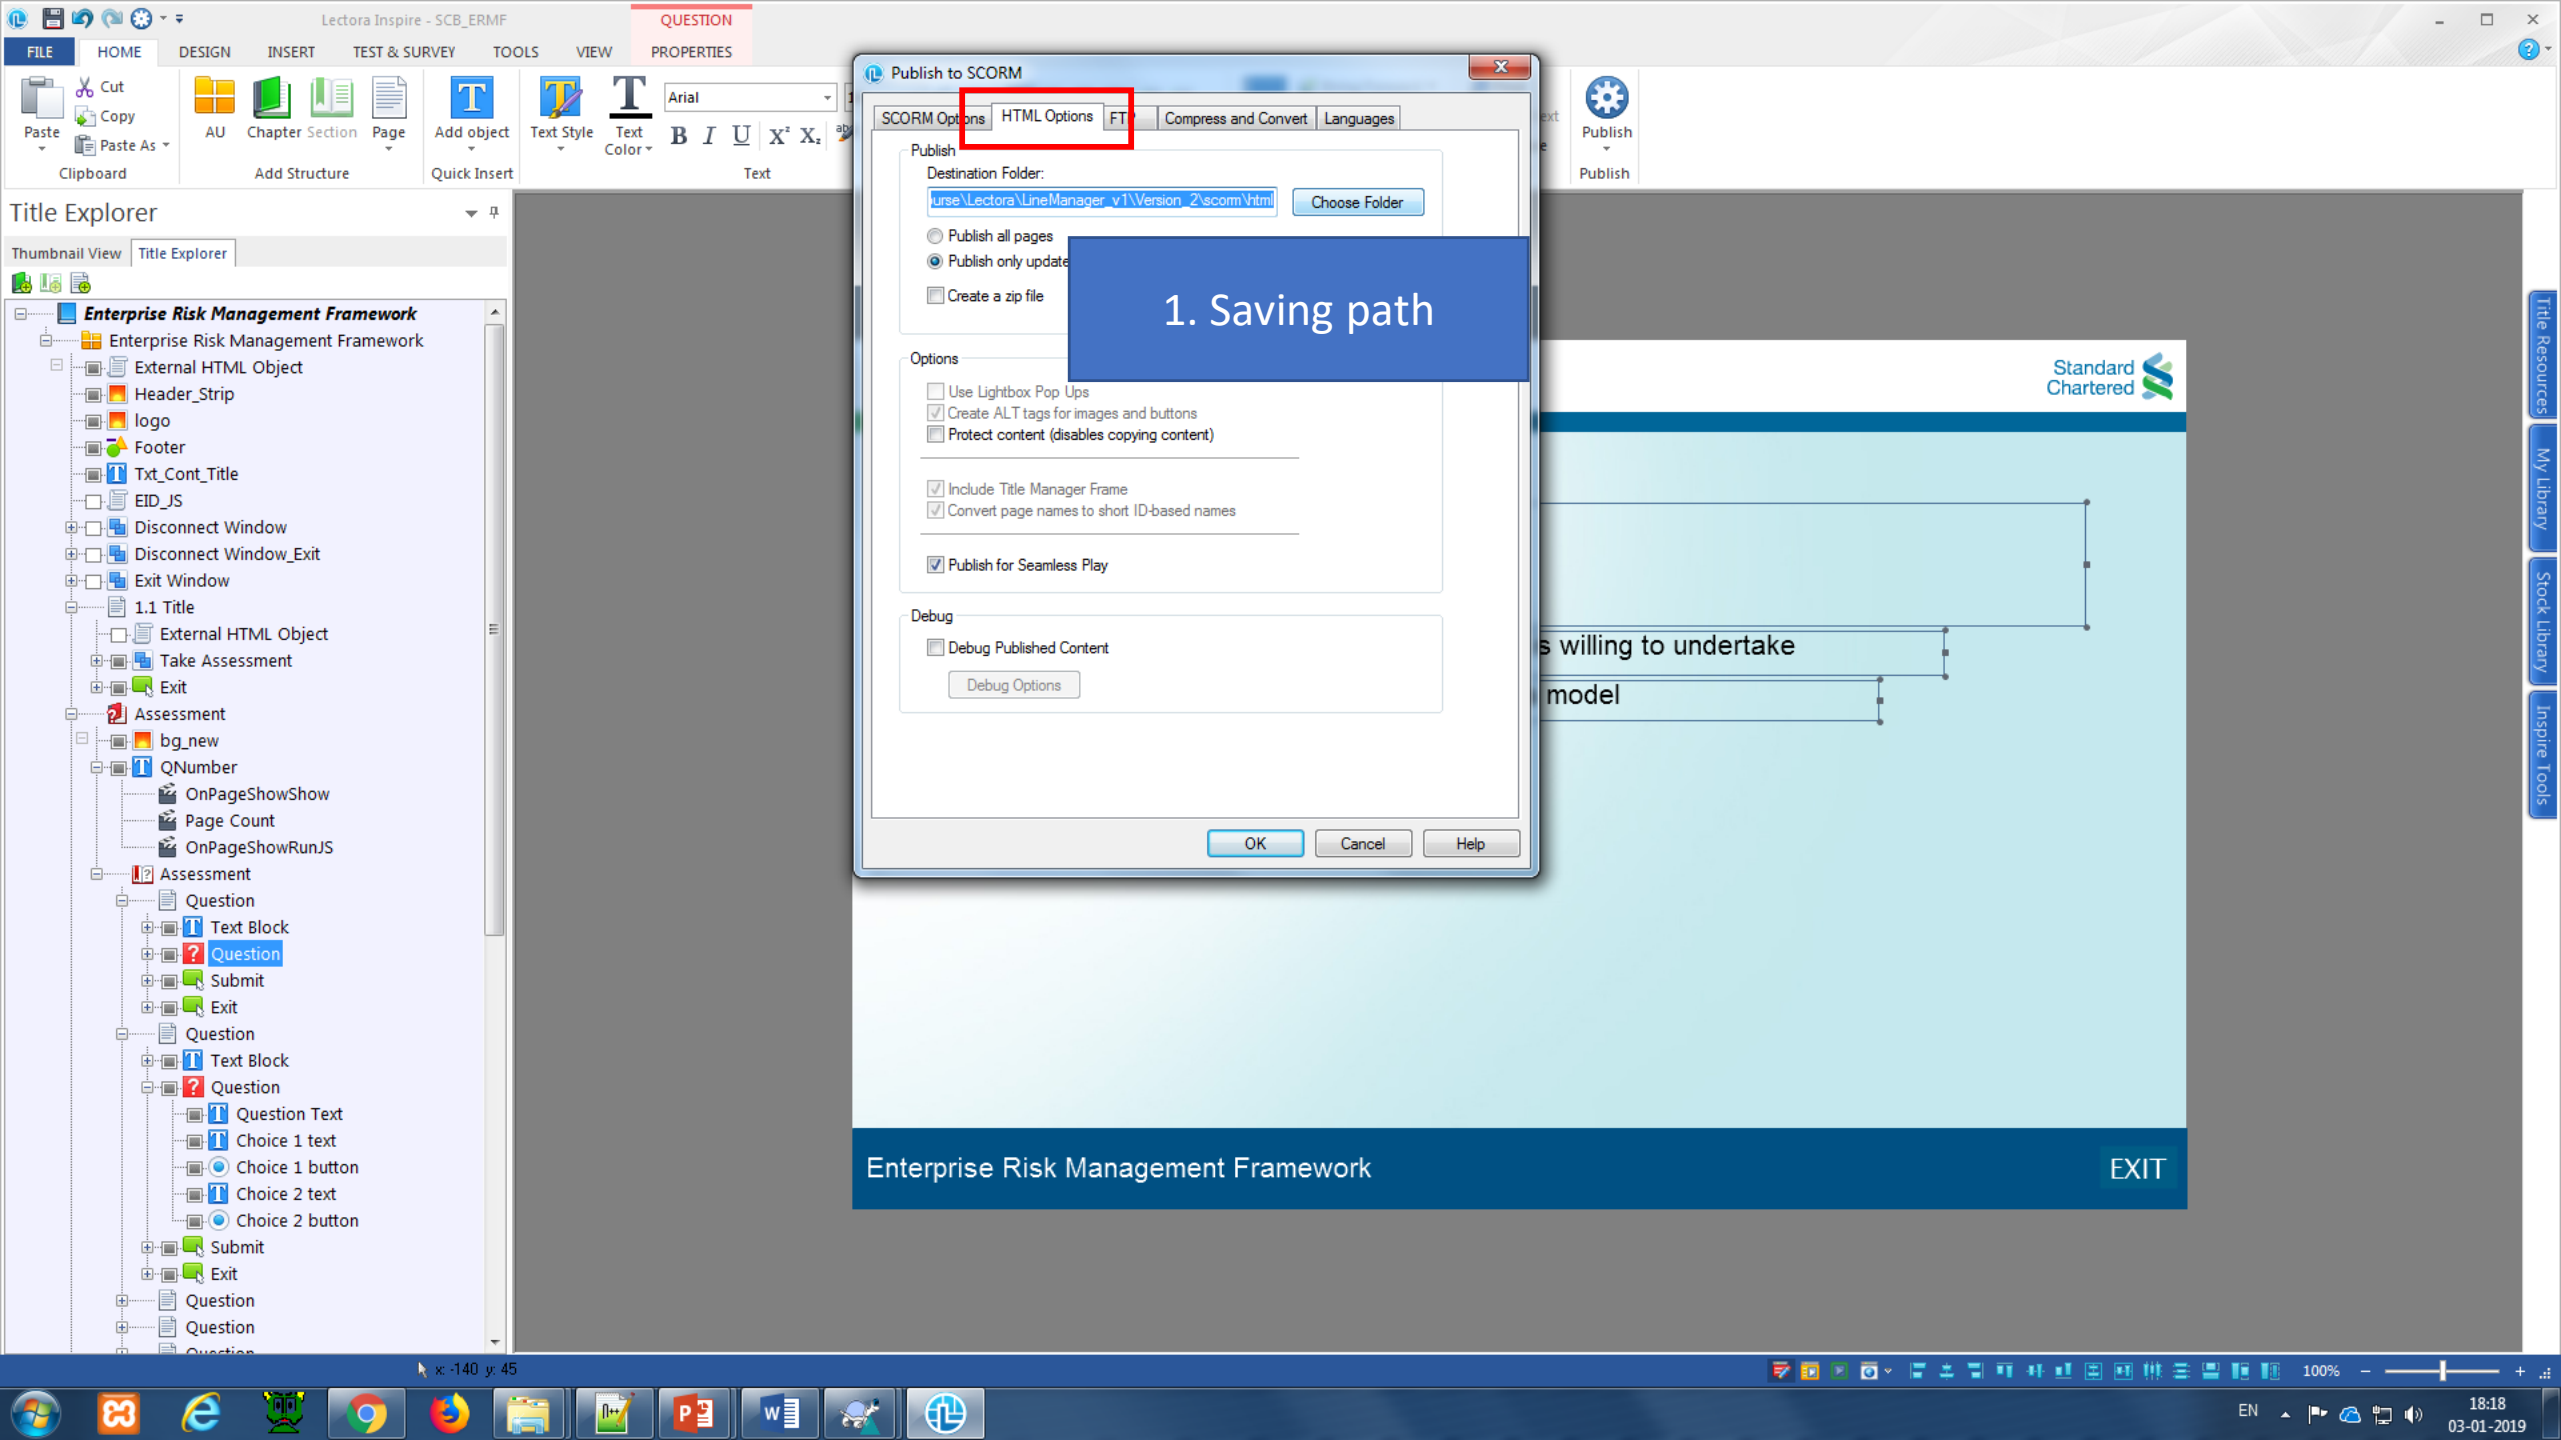 Lectora Inspire - SCB_ERMF
QUESTION
FILE
HOME
DESIGN
INSERT
TEST & SURVEY
TOOLS
VIEW
PROPERTIES
Paste
Cut
Copy
Paste As
Clipboard
AU
Chapter
Section
Page
Add Structure
Add object
Quick Insert
Text Style
Text Color
Arial
B I U X² X₂
Text
Publish
Publish
Title Explorer
Thumbnail View
Title Explorer
Enterprise Risk Management Framework
Enterprise Risk Management Framework
External HTML Object
Header_Strip
logo
Footer
Txt_Cont_Title
EID_JS
Disconnect Window
Disconnect Window_Exit
Exit Window
1.1 Title
External HTML Object
Take Assessment
Exit
Assessment
bg_new
QNumber
OnPageShowShow
Page Count
OnPageShowRunJS
Assessment
Question
Text Block
Question
Submit
Exit
Question
Text Block
Question
Question Text
Choice 1 text
Choice 1 button
Choice 2 text
Choice 2 button
Submit
Exit
Question
Question
Question
Publish to SCORM
SCORM Options
HTML Options
FTP
Compress and Convert
Languages
Publish
Destination Folder:
urse\Lectora\LineManager_v1\Version_2\scorm\html
Choose Folder
Publish all pages
Publish only update
Create a zip file
1. Saving path
Options
Use Lightbox Pop Ups
Create ALT tags for images and buttons
Protect content (disables copying content)
Include Title Manager Frame
Convert page names to short ID-based names
Publish for Seamless Play
Debug
Debug Published Content
Debug Options
OK
Cancel
Help
Standard
Chartered
s willing to undertake
model
Enterprise Risk Management Framework
EXIT
Title Resources
My Library
Stock Library
Inspire Tools
x: -140 y: 45
100%
EN
18:18
03-01-2019